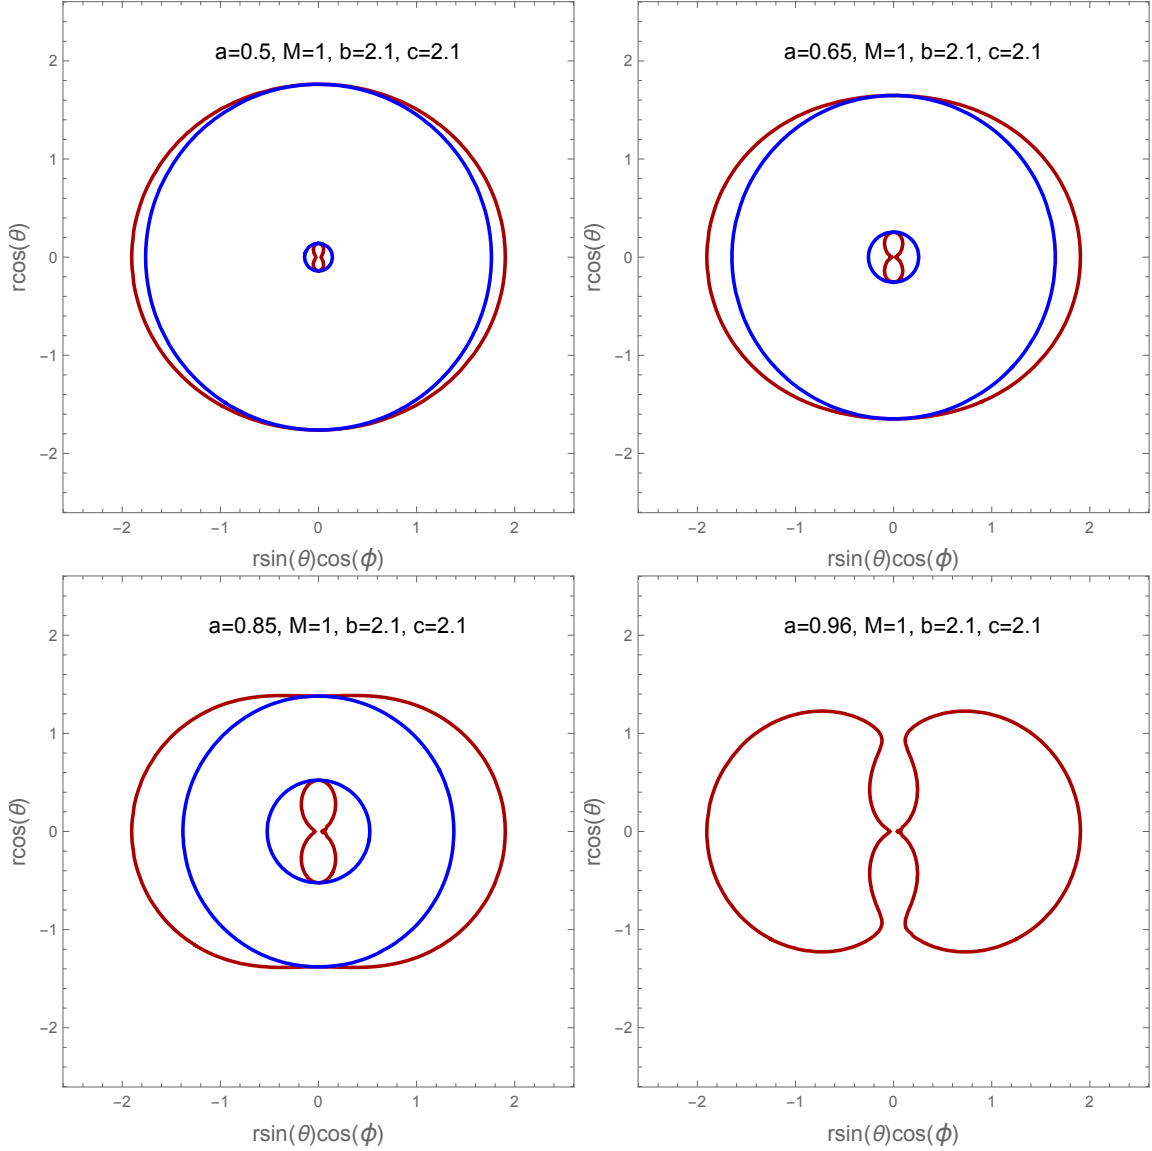 a=0.5, M=1, b=2.1, c=2.1
2
1
0
−1
−2
rcos(θ)
−2 −1 0 1 2
rsin(θ)cos(ϕ)
a=0.65, M=1, b=2.1, c=2.1
2
1
0
−1
−2
rcos(θ)
−2 −1 0 1 2
rsin(θ)cos(ϕ)
a=0.85, M=1, b=2.1, c=2.1
2
1
0
−1
−2
rcos(θ)
−2 −1 0 1 2
rsin(θ)cos(ϕ)
a=0.96, M=1, b=2.1, c=2.1
2
1
0
−1
−2
rcos(θ)
−2 −1 0 1 2
rsin(θ)cos(ϕ)